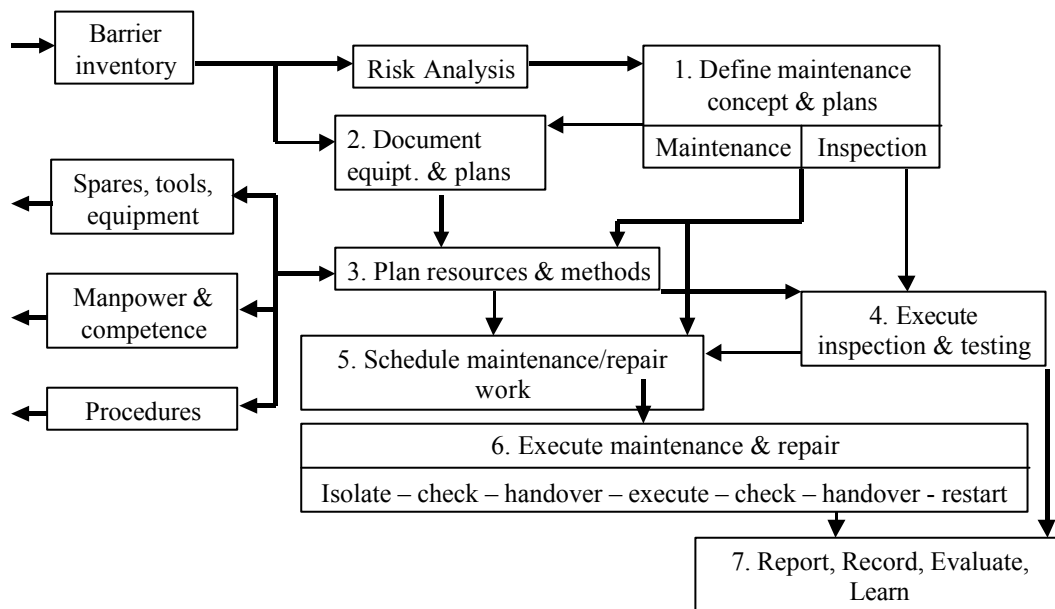 Barrier
inventory
Risk Analysis
1. Define maintenance
concept & plans
Maintenance
Inspection
2. Document
equipt. & plans
Spares, tools,
equipment
3. Plan resources & methods
Manpower &
competence
4. Execute
inspection & testing
5. Schedule maintenance/repair
work
Procedures
6. Execute maintenance & repair
Isolate – check – handover – execute – check – handover - restart
7. Report, Record, Evaluate,
Learn